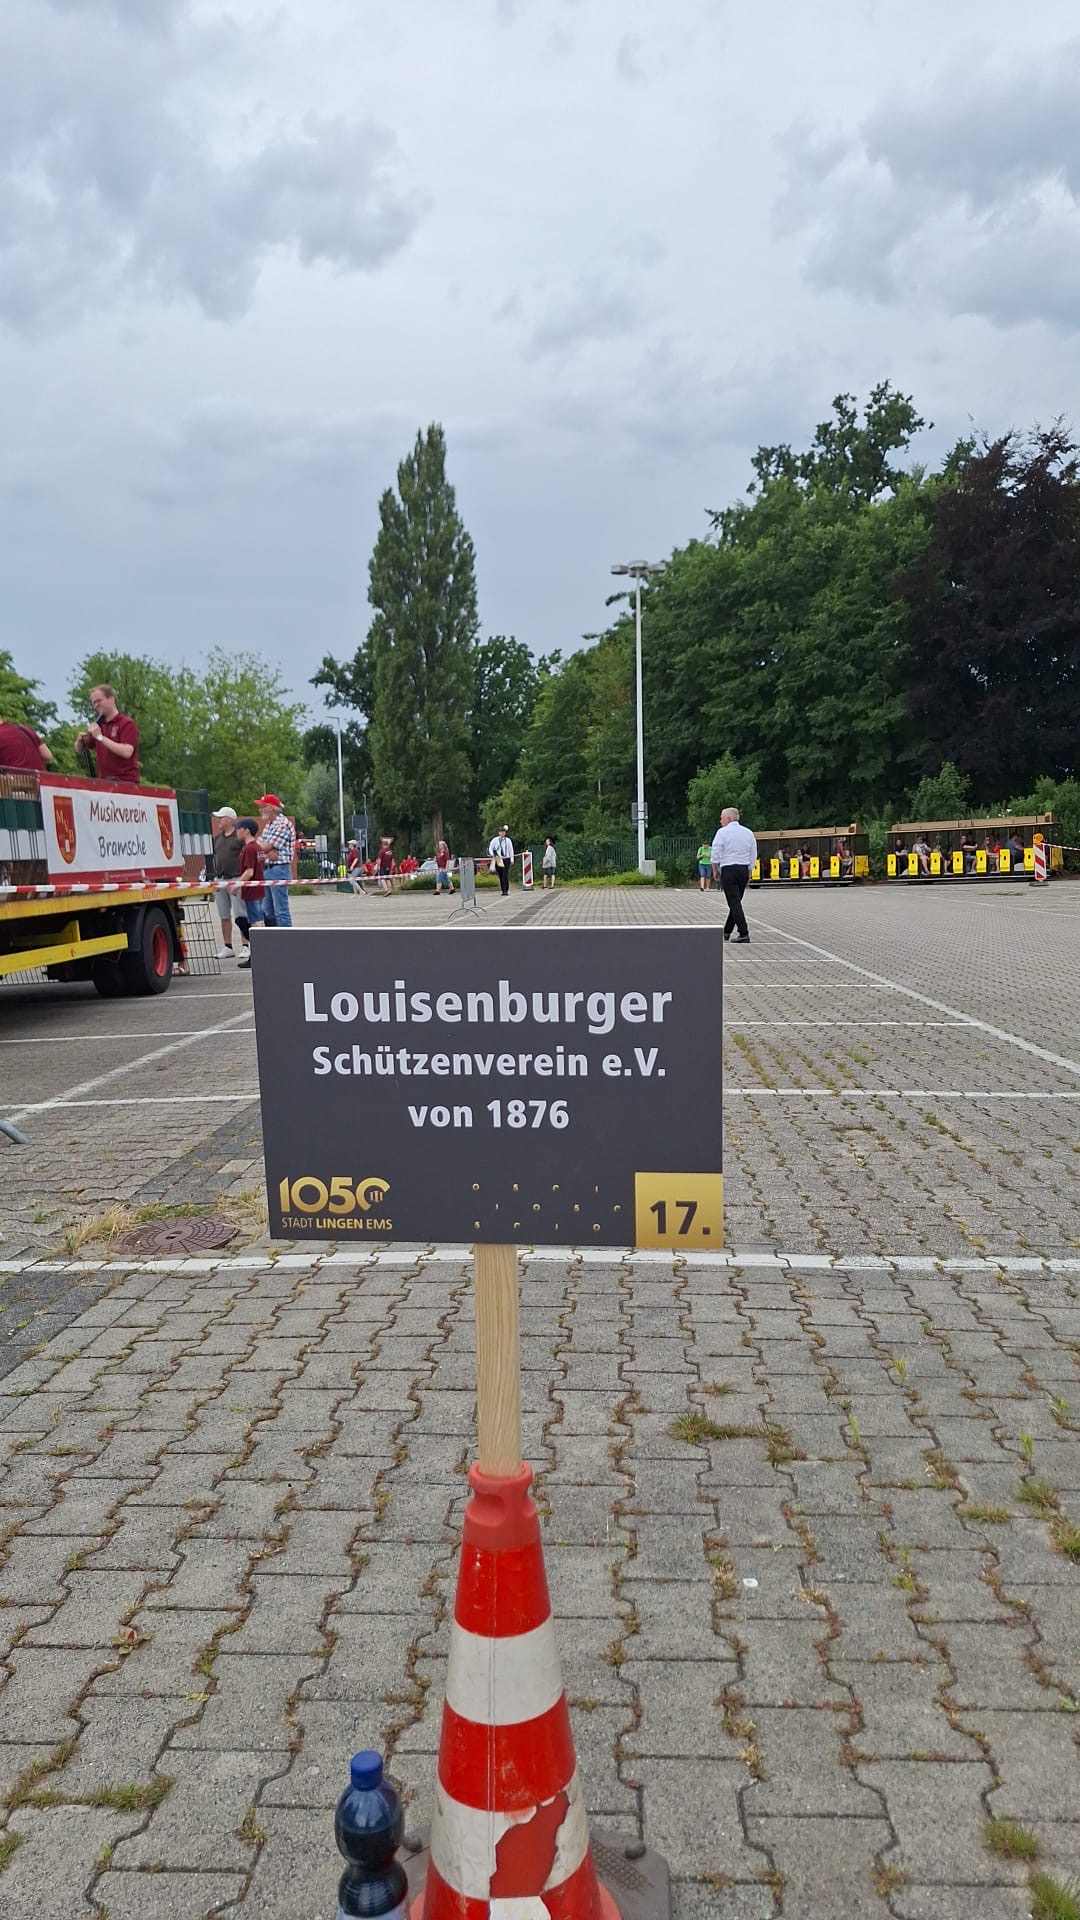 Musikverein
Bramsche
Louisenburger
Schützenverein e.V.
von 1876
1050
STADT LINGEN EMS
17.